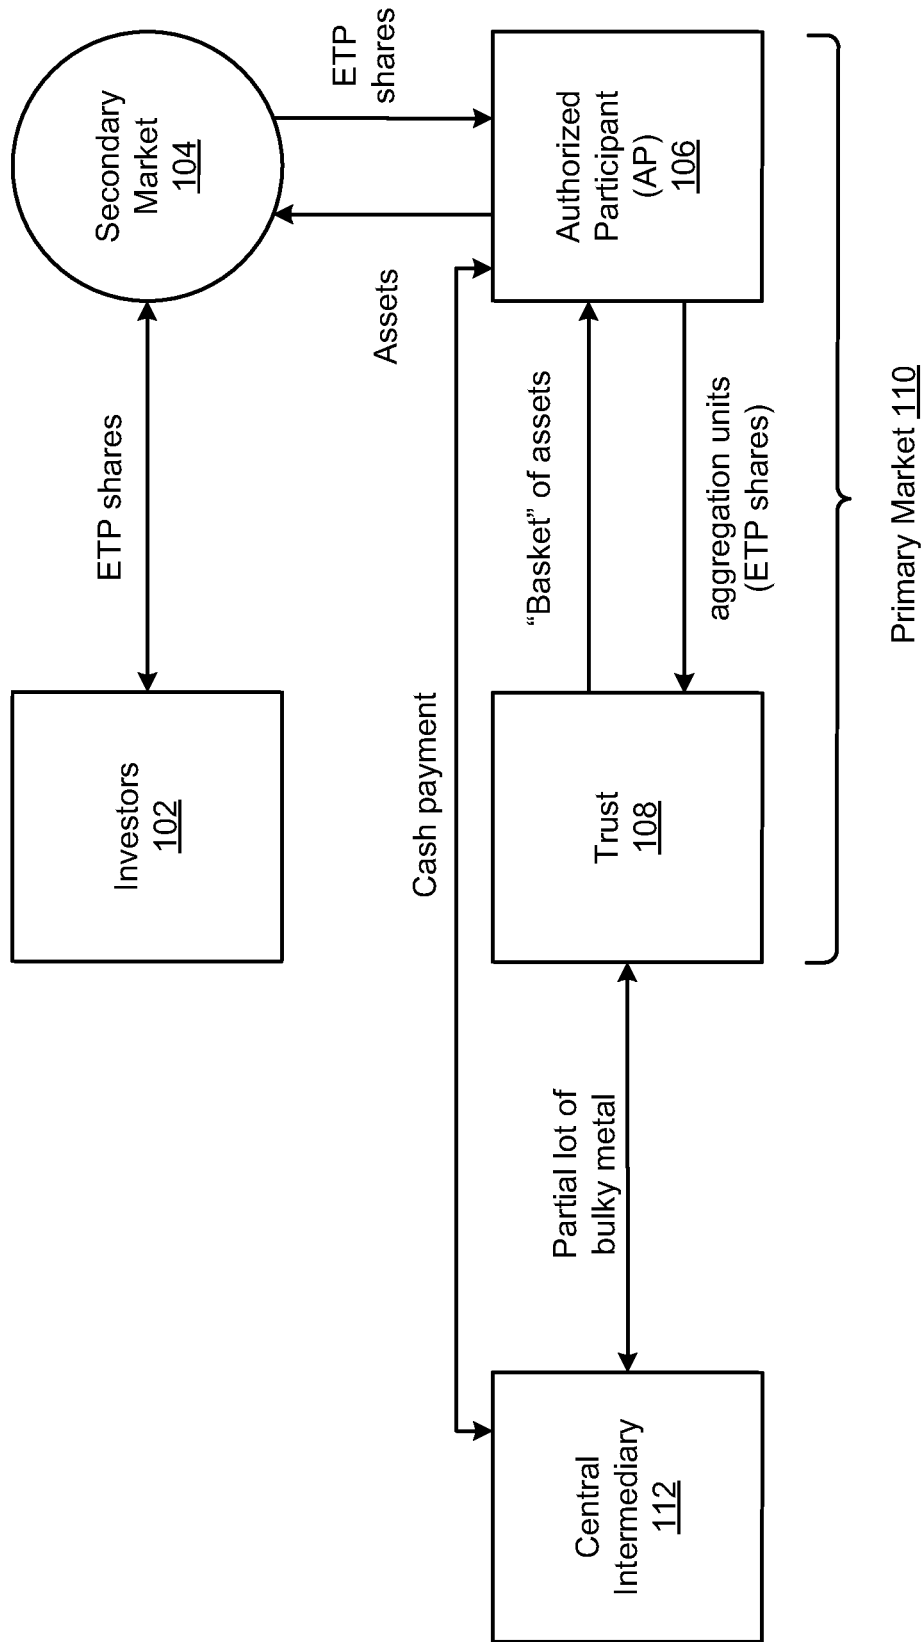 Investors
102
ETP shares
Secondary
Market
104
Cash payment
Assets
ETP
shares
Central
Intermediary
112
Partial lot of
bulky metal
Trust
108
“Basket” of assets
aggregation units
(ETP shares)
Authorized
Participant
(AP)
106
Primary Market 110